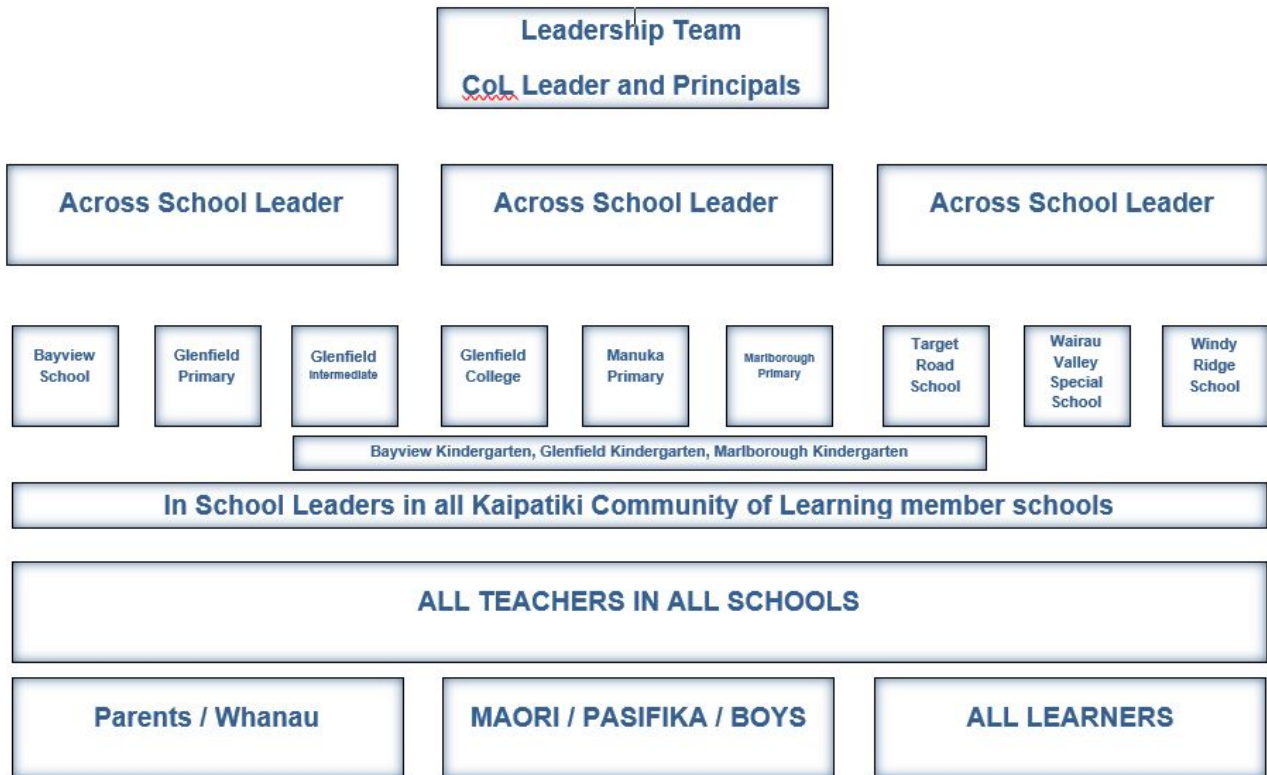 Leadership Team
CoL Leader and Principals
Across School Leader
Across School Leader
Across School Leader
Bayview
School
Glenfield
Primary
Glenfield
Intermediate
Glenfield
College
Manuka
Primary
Marlborough
Primary
Target
Road
School
Wairau
Valley
Special
School
Windy
Ridge
School
Bayview Kindergarten, Glenfield Kindergarten, Marlborough Kindergarten
In School Leaders in all Kaipatiki Community of Learning member schools
ALL TEACHERS IN ALL SCHOOLS
Parents / Whanau
MAORI / PASIFIKA / BOYS
ALL LEARNERS